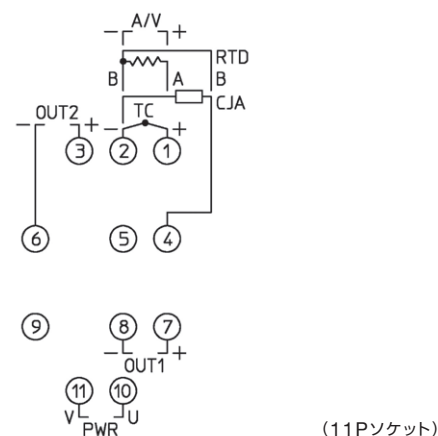 − A/V +
RTD
B A B
CJA
OUT2 TC
− + − +
③ ② ①
⑥ ⑤ ④
⑨ ⑧ ⑦
− OUT1 +
⑪ ⑩
V PWR U
(11Pソケット)